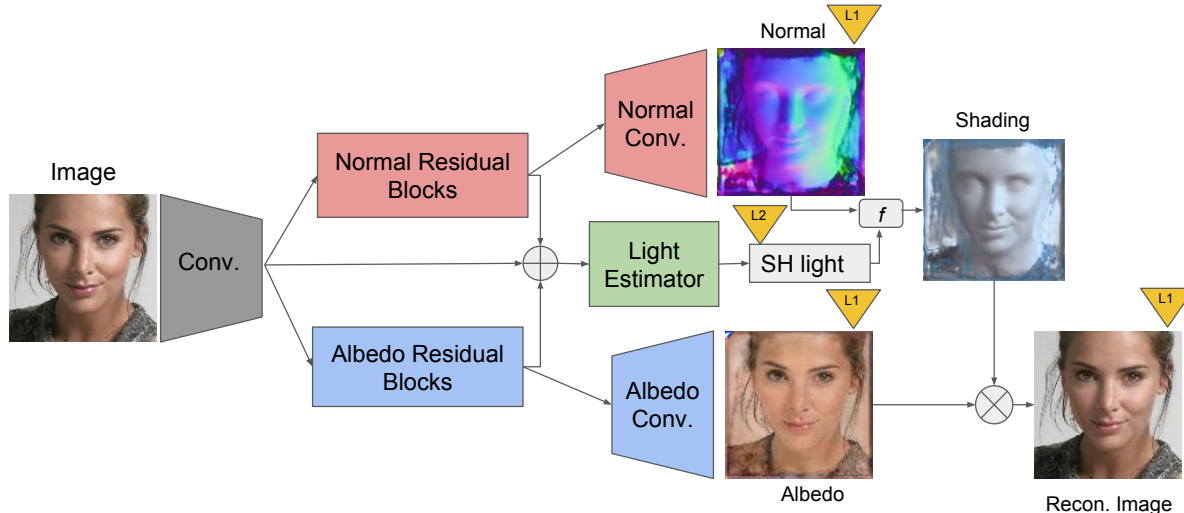 L1
Normal
Normal
Conv.
Shading
Normal Residual
Blocks
Image
Conv.
L2
f
Light
Estimator
SH light
L1
L1
Albedo Residual
Blocks
Albedo
Conv.
Albedo
Recon. Image